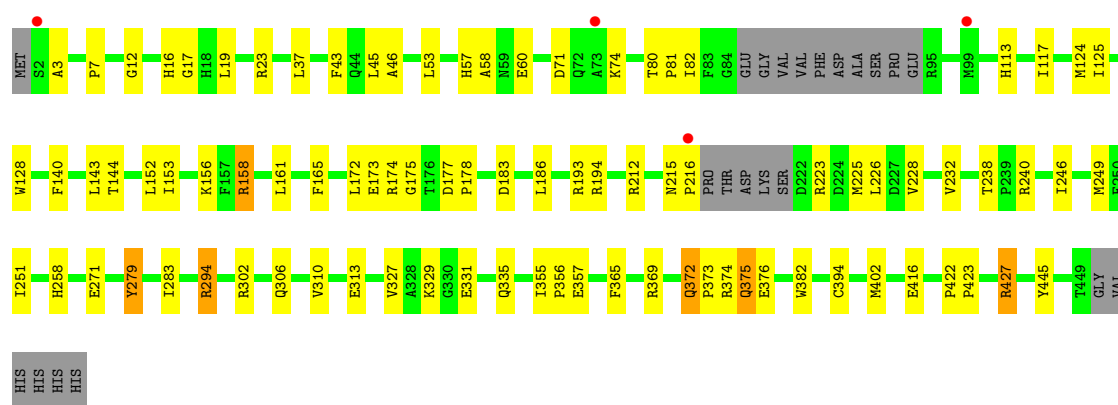 MET S2 A3 P7 G12 H16 G17 H18 L19 R23 L37 F43 Q44 L45 A46 L53 H57 A58 N59 E60 D71 Q72 A73 K74 T80 P81 I82 F83 G84 GLU GLY VAL VAL PHE ASP ALA SER PRO GLU R95 M99 H113 I117 M124 I125
W128 F140 L143 T144 L152 I153 K156 F157 R158 L161 F165 L172 E173 R174 G175 T176 D177 P178 D183 L186 R193 R194 R212 N215 P216 PRO THR ASP LYS SER D222 R223 D224 M225 L226 D227 V228 V232 T238 P239 R240 I246 M249 E250
I251 H258 E271 Y279 I283 R294 R302 Q306 V310 E313 V327 A328 K329 G330 E331 Q335 I355 P356 E357 F365 R369 Q372 P373 R374 Q375 E376 W382 C394 M402 E416 P422 P423 R427 Y445 T449 GLY VAL
HIS HIS HIS HIS